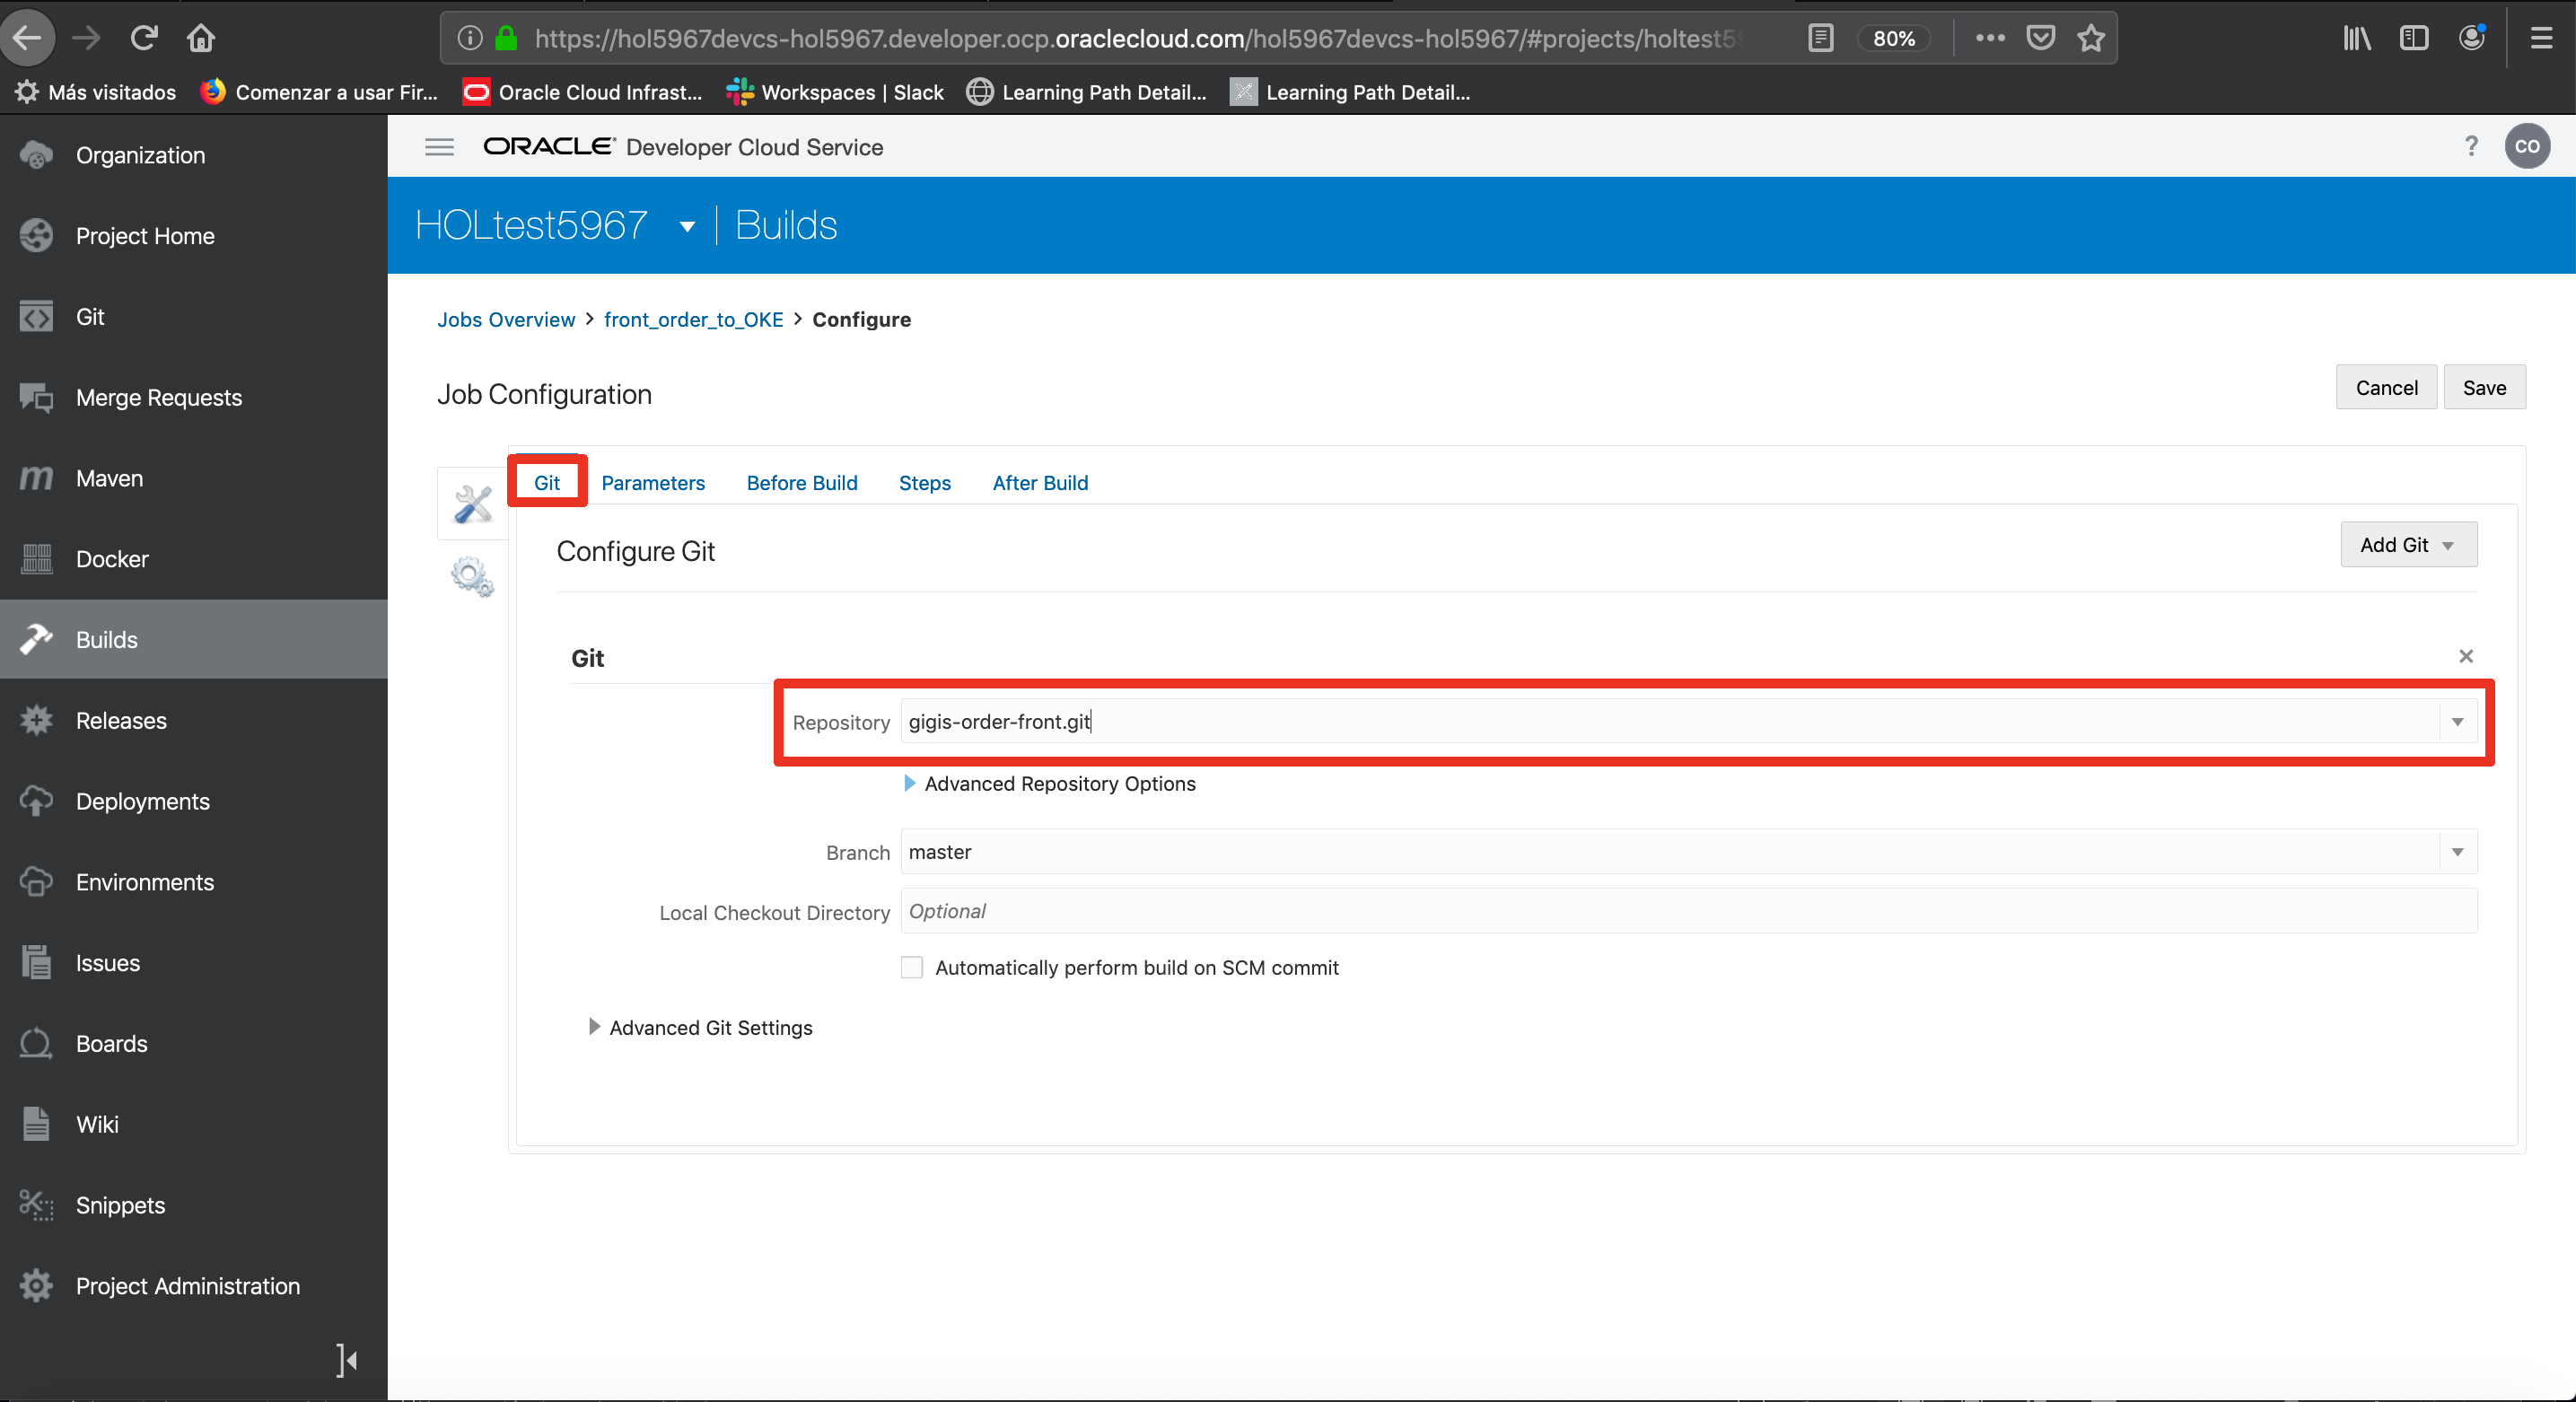 https://hol5967devcs-hol5967.developer.ocp.oraclecloud.com/hol5967devcs-hol5967/#projects/holtest59
80%
Más visitados
Comenzar a usar Fir...
Oracle Cloud Infrast...
Workspaces | Slack
Learning Path Detail...
Learning Path Detail...
Organization
Project Home
Git
Merge Requests
Maven
Docker
Builds
Releases
Deployments
Environments
Issues
Boards
Wiki
Snippets
Project Administration
ORACLE Developer Cloud Service
?
CO
HOLtest5967 | Builds
Jobs Overview > front_order_to_OKE > Configure
Job Configuration
Cancel
Save
Git
Parameters
Before Build
Steps
After Build
Configure Git
Add Git
Git
Repository
gigis-order-front.git
Advanced Repository Options
Branch
master
Local Checkout Directory
Optional
Automatically perform build on SCM commit
Advanced Git Settings